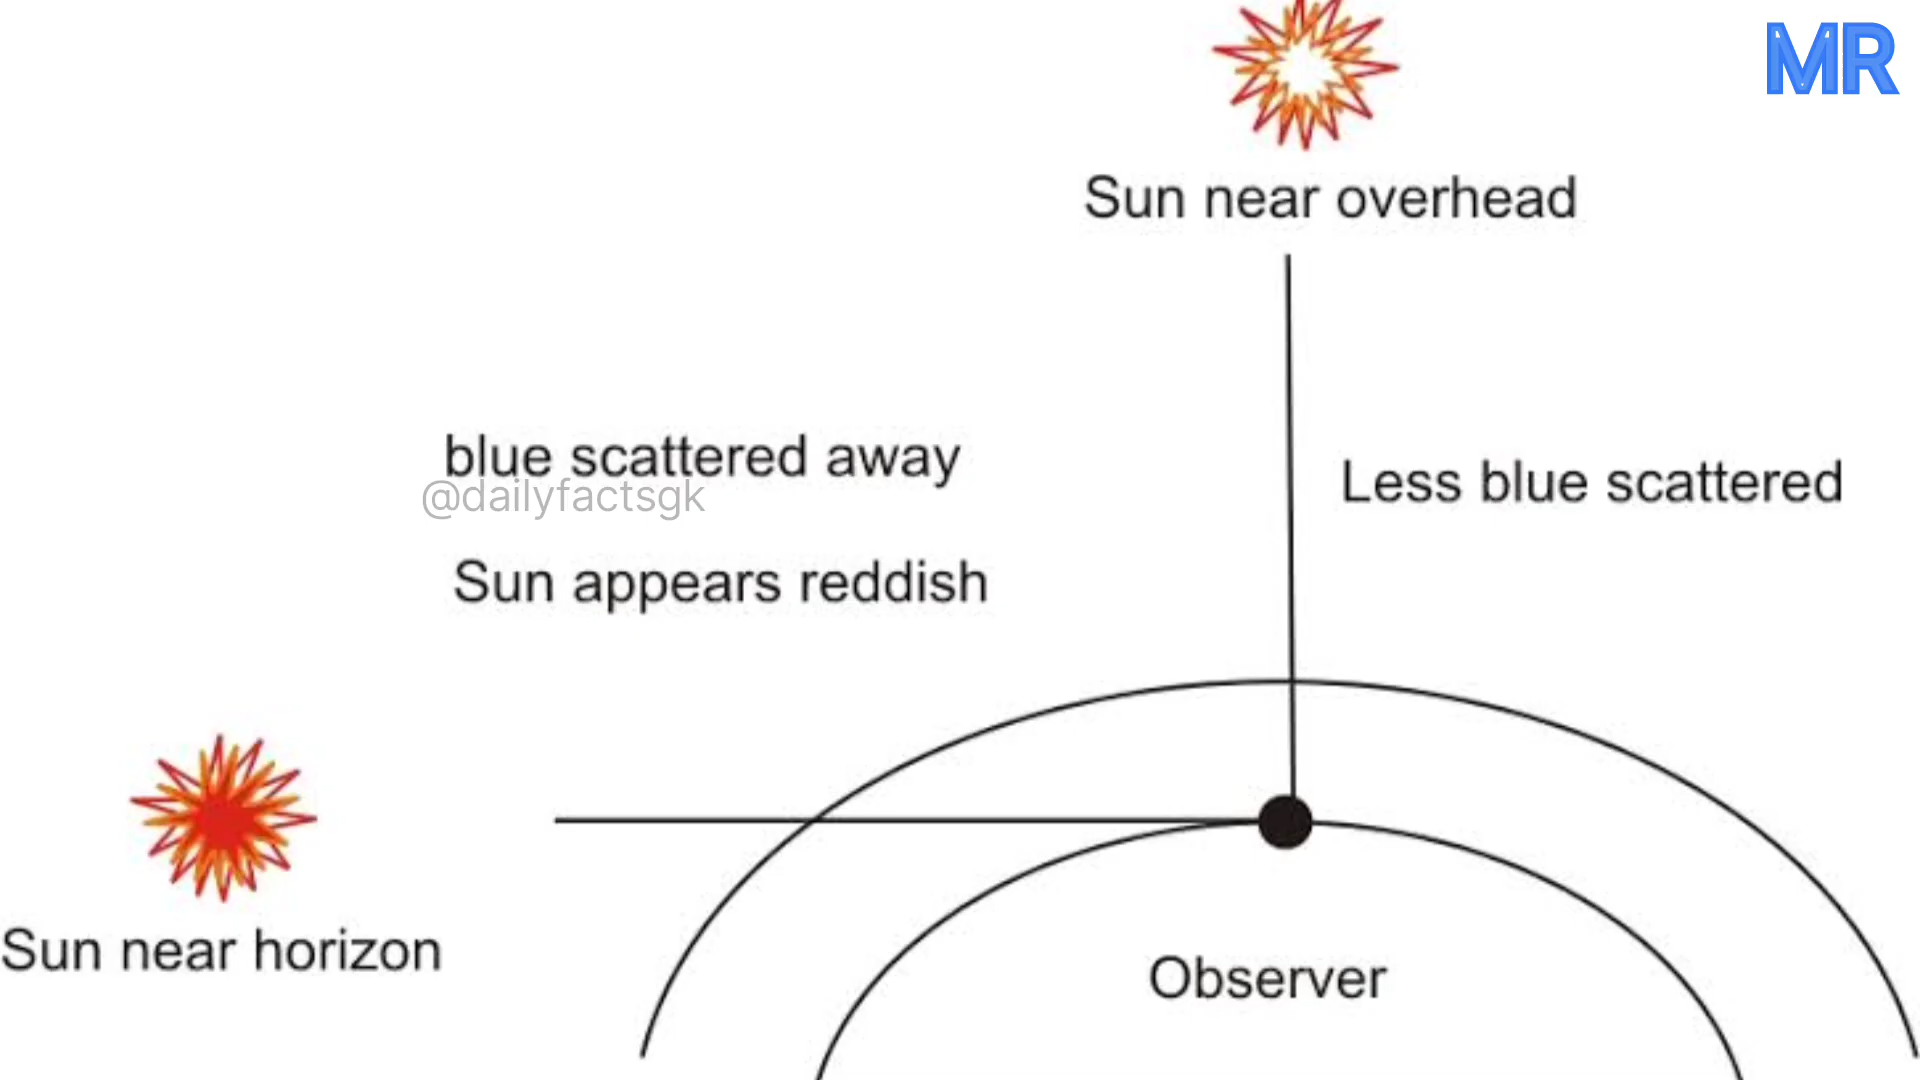 MR
Sun near overhead
blue scattered away
@dailyfactsgk
Less blue scattered
Sun appears reddish
Sun near horizon
Observer